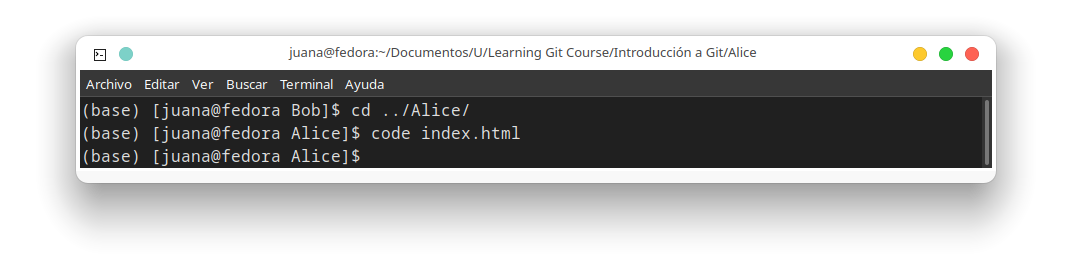 juana@fedora:~/Documentos/U/Learning Git Course/Introducción a Git/Alice
Archivo Editar Ver Buscar Terminal Ayuda
(base) [juana@fedora Bob]$ cd ../Alice/
(base) [juana@fedora Alice]$ code index.html
(base) [juana@fedora Alice]$